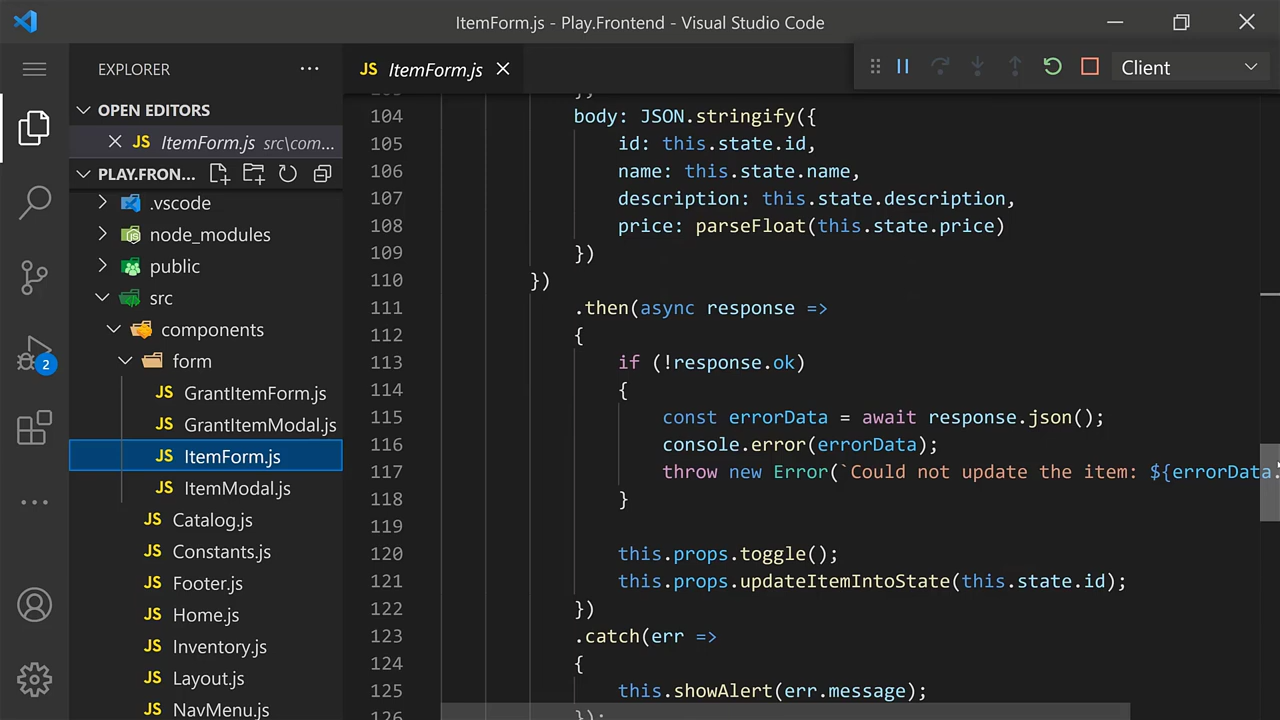 ItemForm.js - Play.Frontend - Visual Studio Code
EXPLORER
OPEN EDITORS
JS ItemForm.js src\com...
PLAY.FRON...
.vscode
node_modules
public
src
components
form
JS GrantItemForm.js
JS GrantItemModal.js
JS ItemForm.js
JS ItemModal.js
JS Catalog.js
JS Constants.js
JS Footer.js
JS Home.js
JS Inventory.js
JS Layout.js
JS NavMenu.js
2
JS ItemForm.js
Client
104 body: JSON.stringify({
105 id: this.state.id,
106 name: this.state.name,
107 description: this.state.description,
108 price: parseFloat(this.state.price)
109 })
110 })
111 .then(async response =>
112 {
113 if (!response.ok)
114 {
115 const errorData = await response.json();
116 console.error(errorData);
117 throw new Error(`Could not update the item: ${errorData.
118 }
119
120 this.props.toggle();
121 this.props.updateItemIntoState(this.state.id);
122 })
123 .catch(err =>
124 {
125 this.showAlert(err.message);
126 });